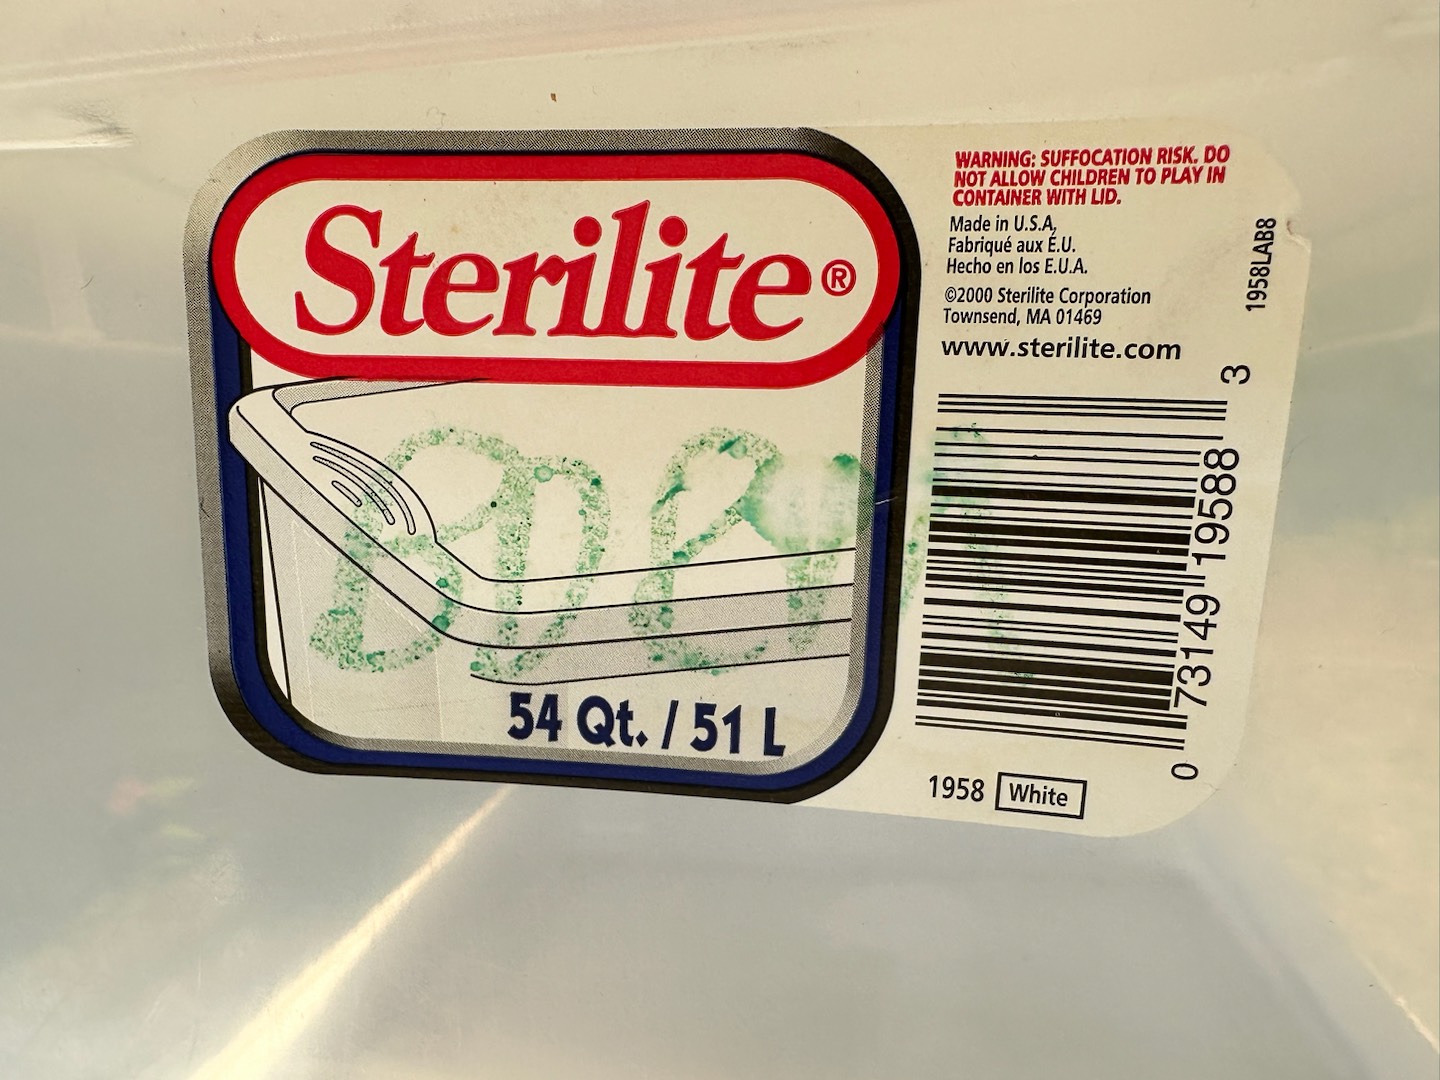 Sterilite®
54 Qt. / 51 L
WARNING: SUFFOCATION RISK. DO
NOT ALLOW CHILDREN TO PLAY IN
CONTAINER WITH LID.
Made in U.S.A.
Fabriqué aux É.U.
Hecho en los E.U.A.
©2000 Sterilite Corporation
Townsend, MA 01469
www.sterilite.com
1958LAB8
0 73149 19588 3
1958 White